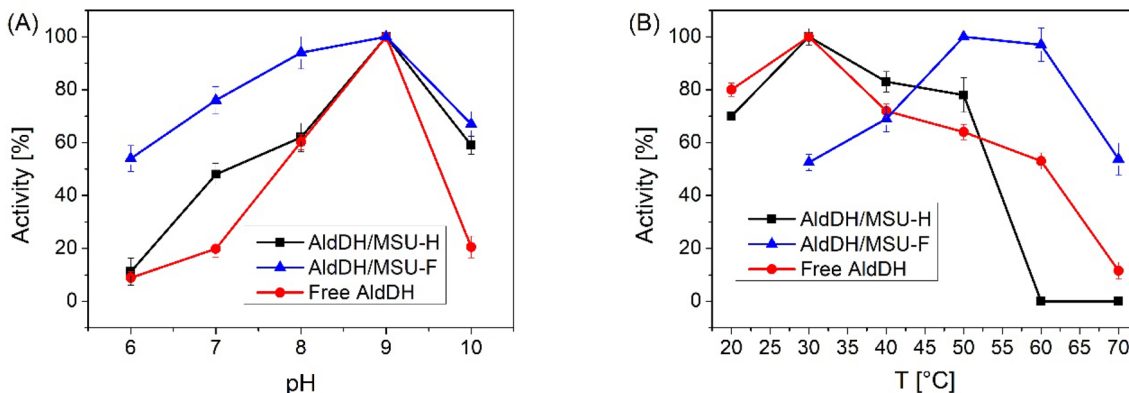 (A)
Activity [%]
100
80
60
40
20
0
AldDH/MSU-H
AldDH/MSU-F
Free AldDH
6 7 8 9 10
pH
(B)
Activity [%]
100
80
60
40
20
0
AldDH/MSU-H
AldDH/MSU-F
Free AldDH
20 25 30 35 40 45 50 55 60 65 70
T [°C]